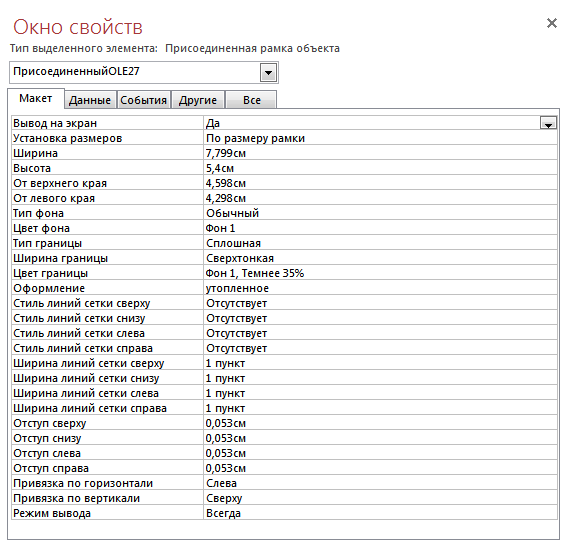 Окно свойств
Тип выделенного элемента: Присоединенная рамка объекта
ПрисоединенныйOLE27
Макет Данные События Другие Все
Вывод на экран Да
Установка размеров По размеру рамки
Ширина 7,799см
Высота 5,4см
От верхнего края 4,598см
От левого края 4,298см
Тип фона Обычный
Цвет фона Фон 1
Тип границы Сплошная
Ширина границы Сверхтонкая
Цвет границы Фон 1, Темнее 35%
Оформление утопленное
Стиль линий сетки сверху Отсутствует
Стиль линий сетки снизу Отсутствует
Стиль линий сетки слева Отсутствует
Стиль линий сетки справа Отсутствует
Ширина линий сетки сверху 1 пункт
Ширина линий сетки снизу 1 пункт
Ширина линий сетки слева 1 пункт
Ширина линий сетки справа 1 пункт
Отступ сверху 0,053см
Отступ снизу 0,053см
Отступ слева 0,053см
Отступ справа 0,053см
Привязка по горизонтали Слева
Привязка по вертикали Сверху
Режим вывода Всегда